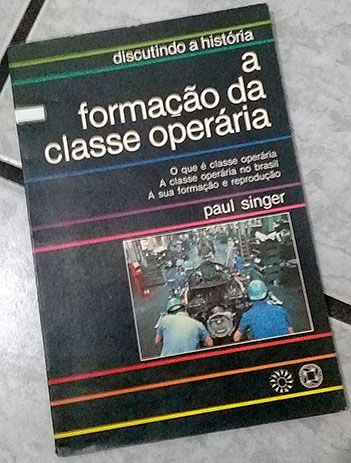 discutindo a história
a
formação da
classe operária
O que é classe operária
A classe operária no brasil
A sua formação e reprodução
paul singer